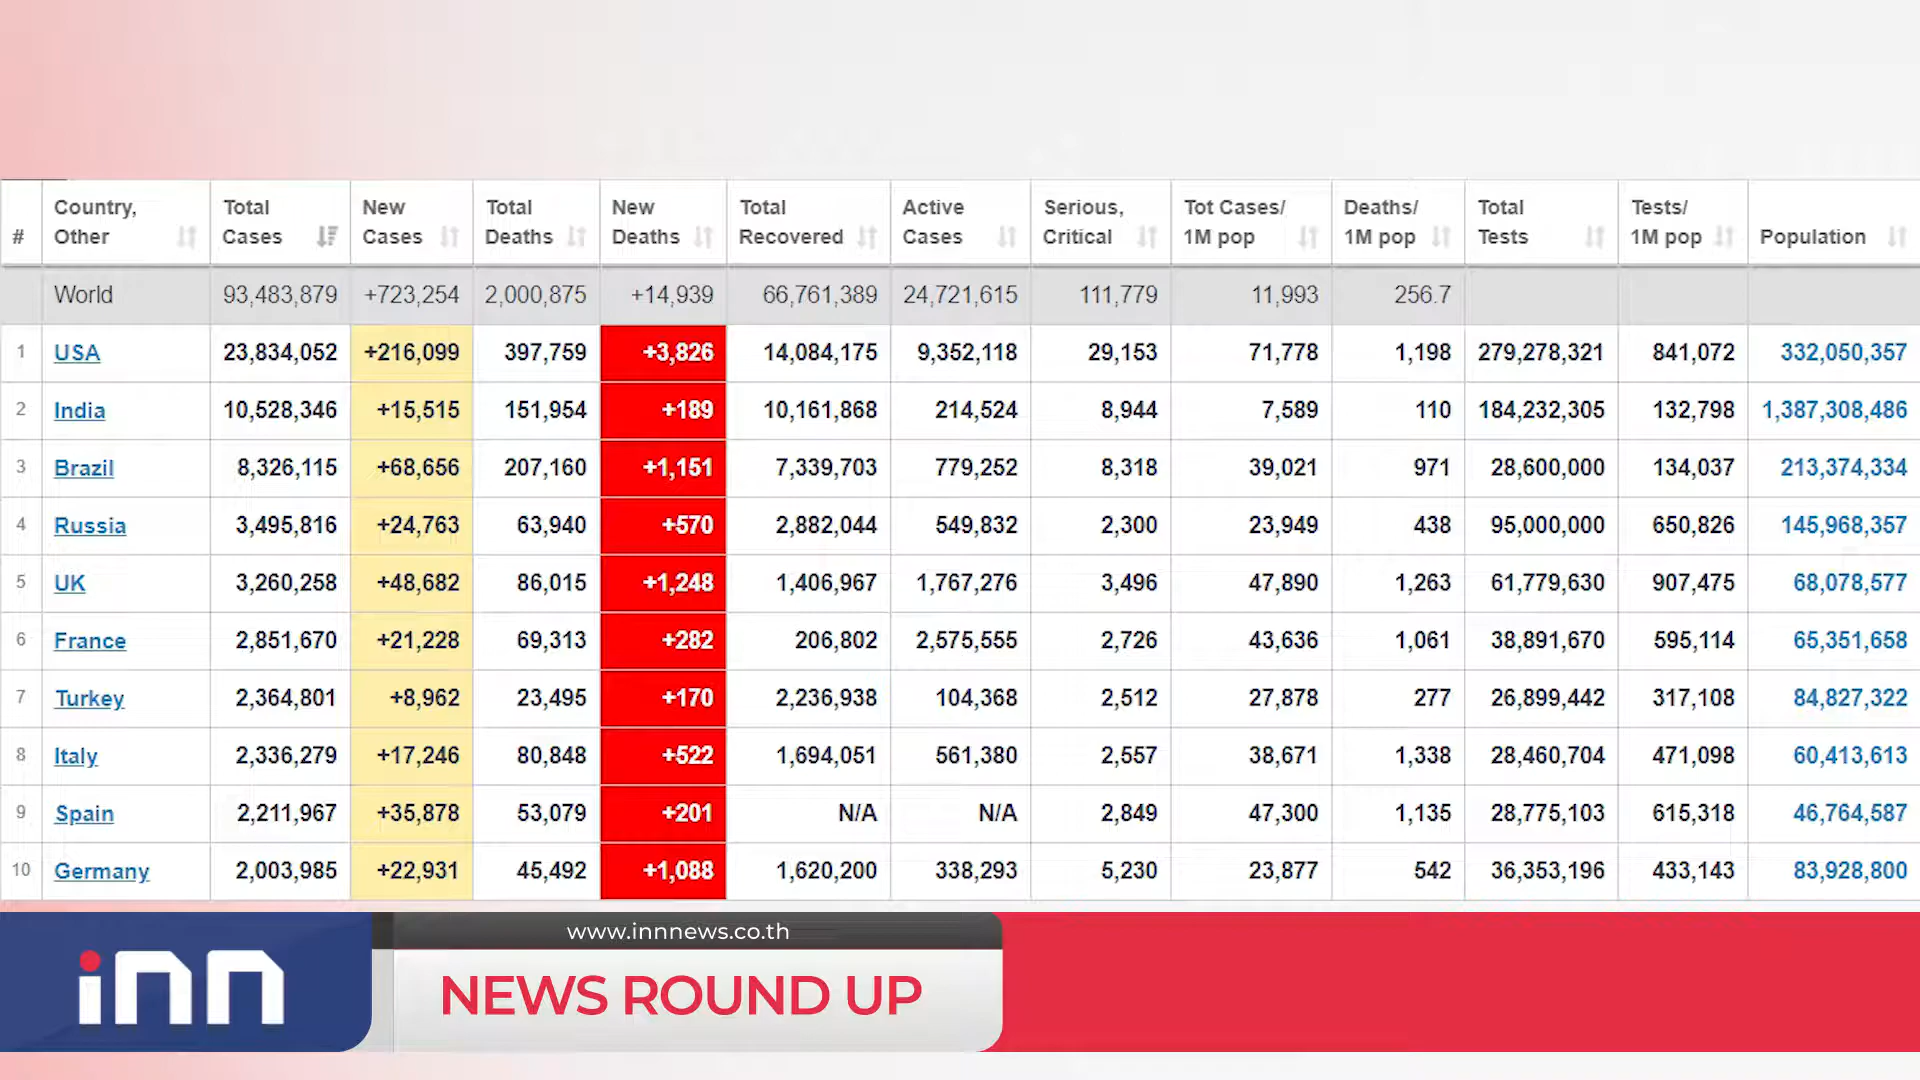 # Country, Other Total Cases New Cases Total Deaths New Deaths Total Recovered Active Cases Serious, Critical Tot Cases/ 1M pop Deaths/ 1M pop Total Tests Tests/ 1M pop Population
World 93,483,879 +723,254 2,000,875 +14,939 66,761,389 24,721,615 111,779 11,993 256.7
1 USA 23,834,052 +216,099 397,759 +3,826 14,084,175 9,352,118 29,153 71,778 1,198 279,278,321 841,072 332,050,357
2 India 10,528,346 +15,515 151,954 +189 10,161,868 214,524 8,944 7,589 110 184,232,305 132,798 1,387,308,486
3 Brazil 8,326,115 +68,656 207,160 +1,151 7,339,703 779,252 8,318 39,021 971 28,600,000 134,037 213,374,334
4 Russia 3,495,816 +24,763 63,940 +570 2,882,044 549,832 2,300 23,949 438 95,000,000 650,826 145,968,357
5 UK 3,260,258 +48,682 86,015 +1,248 1,406,967 1,767,276 3,496 47,890 1,263 61,779,630 907,475 68,078,577
6 France 2,851,670 +21,228 69,313 +282 206,802 2,575,555 2,726 43,636 1,061 38,891,670 595,114 65,351,658
7 Turkey 2,364,801 +8,962 23,495 +170 2,236,938 104,368 2,512 27,878 277 26,899,442 317,108 84,827,322
8 Italy 2,336,279 +17,246 80,848 +522 1,694,051 561,380 2,557 38,671 1,338 28,460,704 471,098 60,413,613
9 Spain 2,211,967 +35,878 53,079 +201 N/A N/A 2,849 47,300 1,135 28,775,103 615,318 46,764,587
10 Germany 2,003,985 +22,931 45,492 +1,088 1,620,200 338,293 5,230 23,877 542 36,353,196 433,143 83,928,800
www.innnews.co.th
inn
NEWS ROUND UP